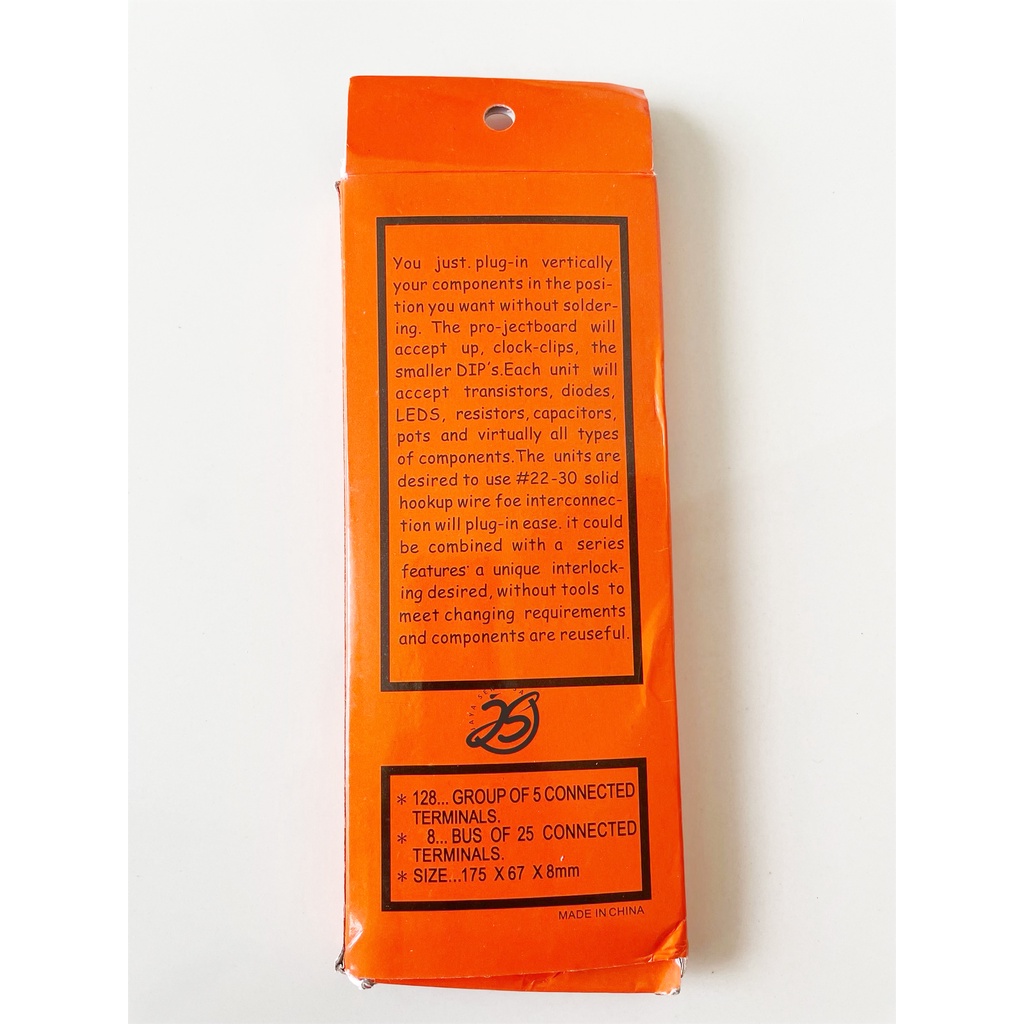 You just. plug-in vertically
your components in the posi-
tion you want without solder-
ing. The pro-jectboard will
accept up, clock-clips, the
smaller DIP's.Each unit will
accept transistors, diodes,
LEDS, resistors, capacitors,
pots and virtually all types
of components.The units are
desired to use #22-30 solid
hookup wire foe interconnec-
tion will plug-in ease. it could
be combined with a series
features a unique interlock-
ing desired, without tools to
meet changing requirements
and components are reuseful.
* 128... GROUP OF 5 CONNECTED
TERMINALS.
* 8... BUS OF 25 CONNECTED
TERMINALS.
* SIZE...175 X 67 X 8mm
MADE IN CHINA